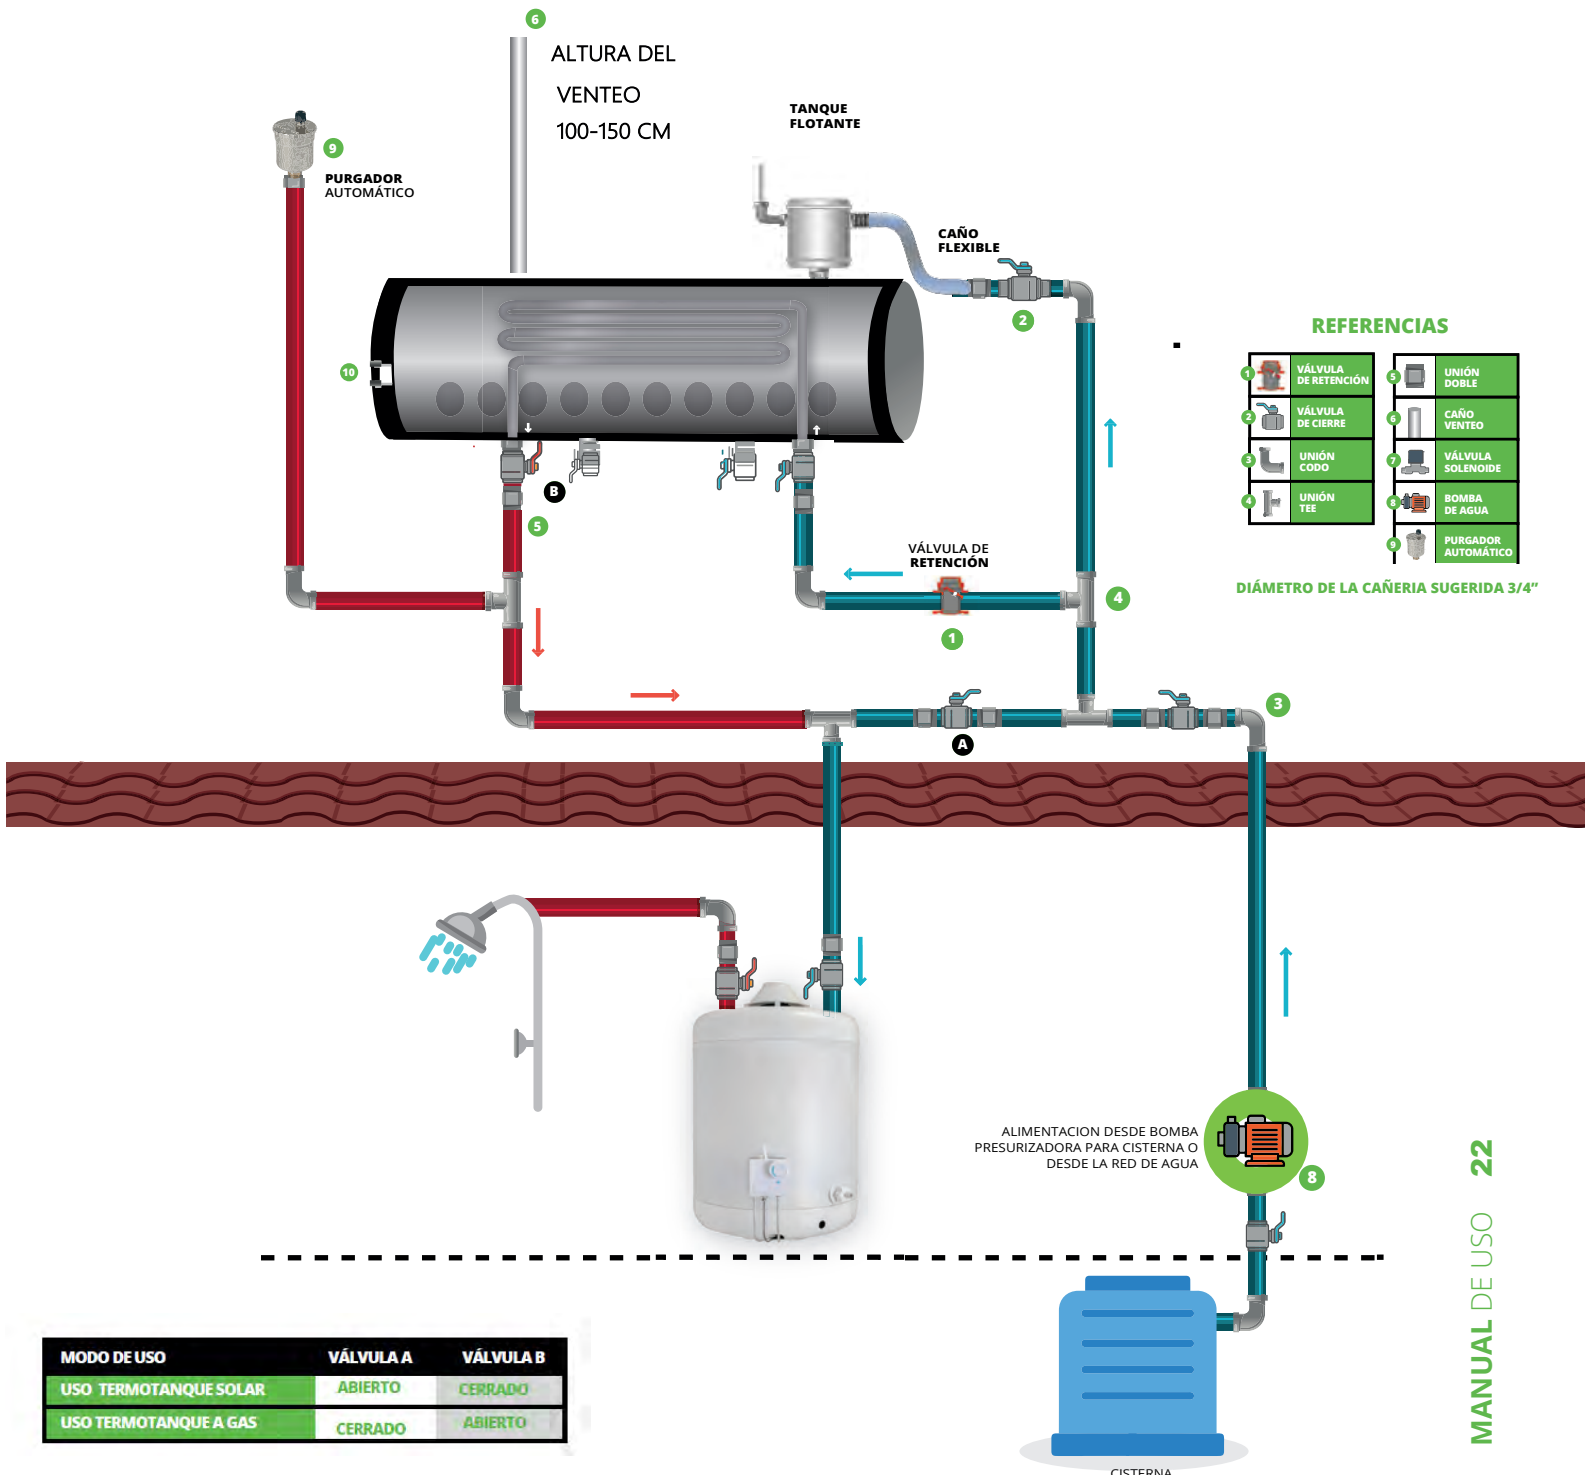 6
ALTURA DEL
VENTEO
100-150 CM
TANQUE
FLOTANTE
9
PURGADOR
AUTOMÁTICO
CAÑO
FLEXIBLE
2
10
B
5
VÁLVULA DE
RETENCIÓN
1
4
3
A
REFERENCIAS
1 VÁLVULA
DE RETENCIÓN
2 VÁLVULA
DE CIERRE
3 UNIÓN
CODO
4 UNIÓN
TEE
5 UNIÓN
DOBLE
6 CAÑO
VENTEO
7 VÁLVULA
SOLENOIDE
8 BOMBA
DE AGUA
9 PURGADOR
AUTOMÁTICO
DIÁMETRO DE LA CAÑERIA SUGERIDA 3/4”
ALIMENTACION DESDE BOMBA
PRESURIZADORA PARA CISTERNA O
DESDE LA RED DE AGUA
8
CISTERNA
MODO DE USO VÁLVULA A VÁLVULA B
USO TERMOTANQUE SOLAR ABIERTO CERRADO
USO TERMOTANQUE A GAS CERRADO ABIERTO
MANUAL DE USO 22